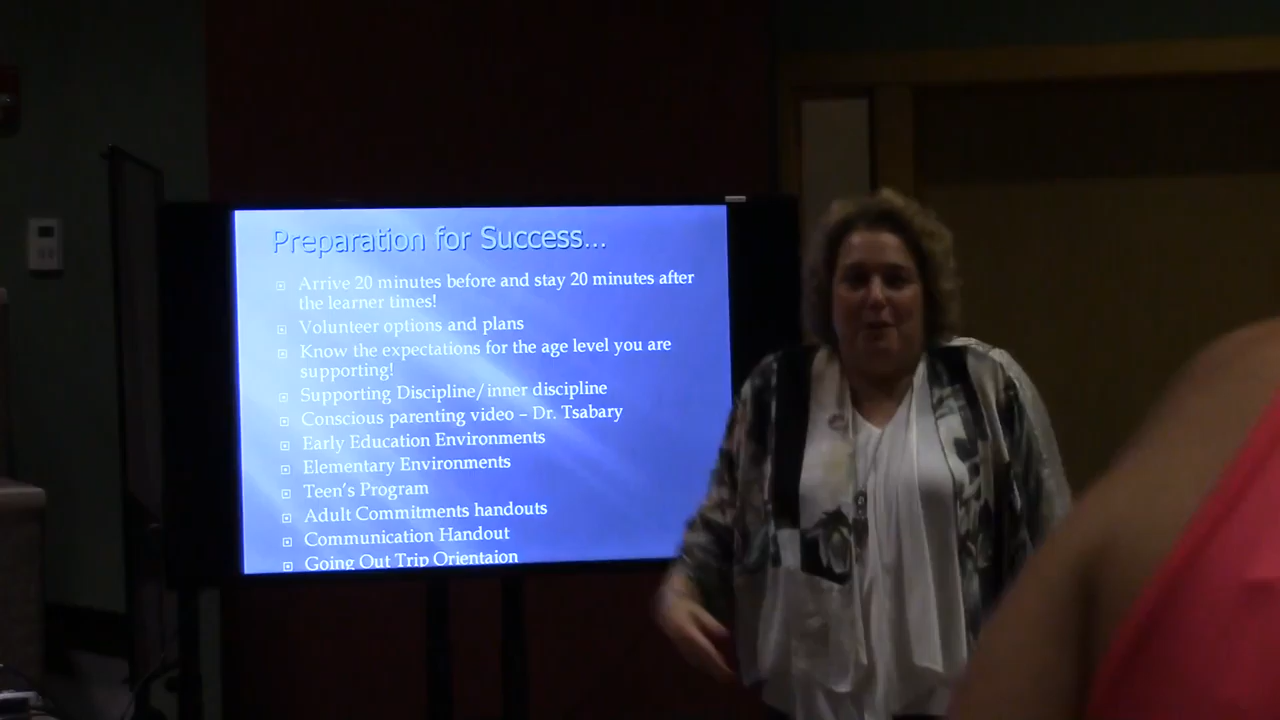 Preparation for Success...
Arrive 20 minutes before and stay 20 minutes after
the learner times!
Volunteer options and plans
Know the expectations for the age level you are
supporting!
Supporting Discipline/inner discipline
Conscious parenting video – Dr. Tsabary
Early Education Environments
Elementary Environments
Teen's Program
Adult Commitments handouts
Communication Handout
Going Out Trip Orientaion